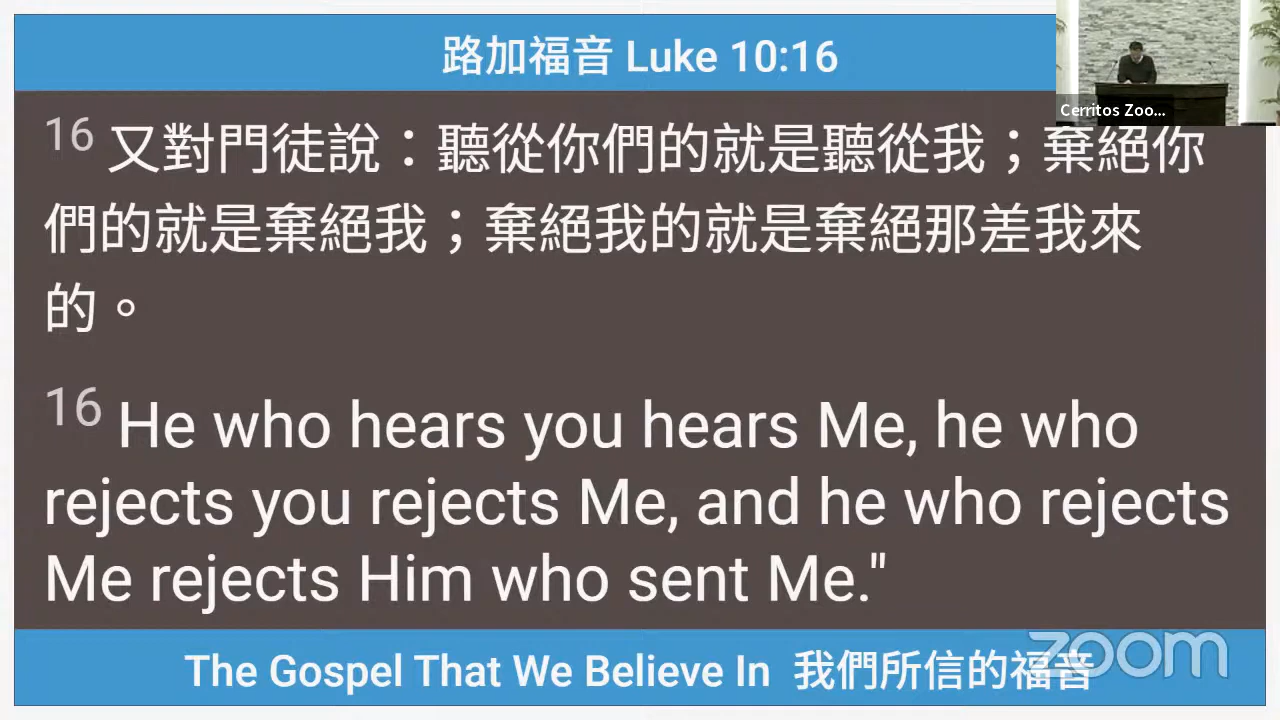 路加福音 Luke 10:16
Cerritos Zoo...
16 又對門徒說：聽從你們的就是聽從我；棄絕你
們的就是棄絕我；棄絕我的就是棄絕那差我來
的。
16 He who hears you hears Me, he who
rejects you rejects Me, and he who rejects
Me rejects Him who sent Me."
The Gospel That We Believe In 我們所信的福音
zoom